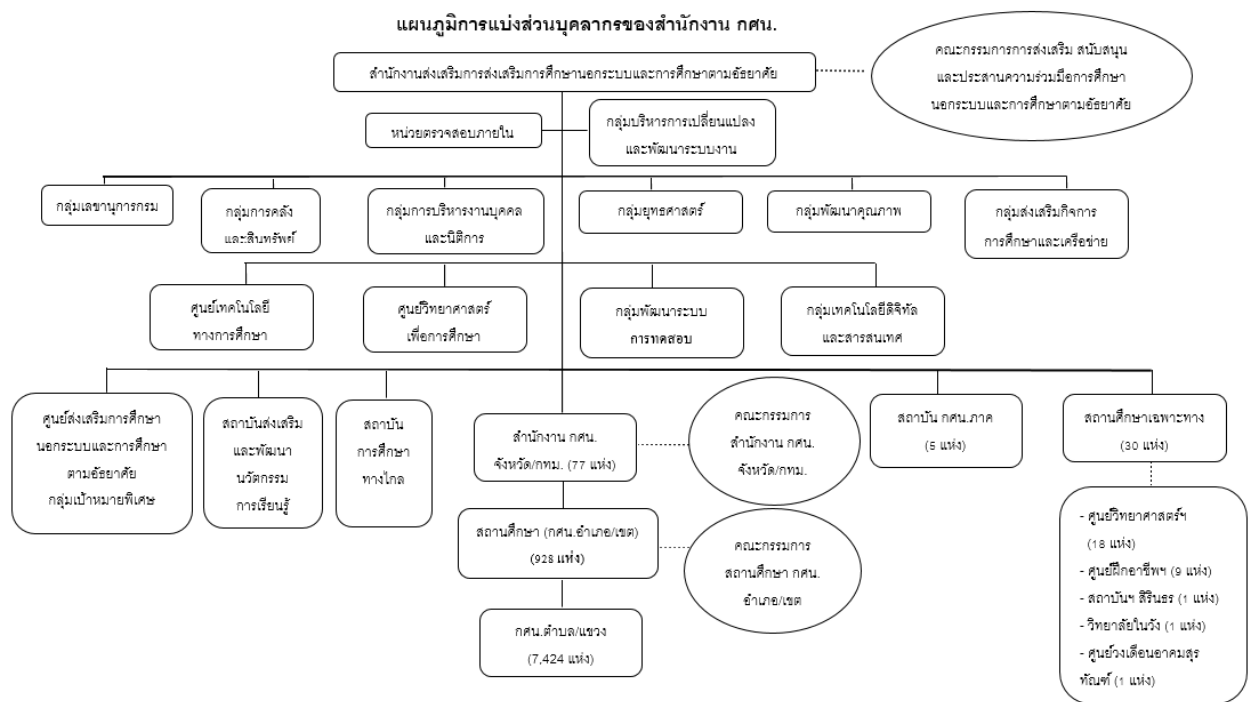 แผนภูมิการแบ่งส่วนบุคลากรของสำนักงาน กศน.
สำนักงานส่งเสริมการส่งเสริมการศึกษานอกระบบและการศึกษาตามอัธยาศัย
คณะกรรมการการส่งเสริม สนับสนุน
และประสานความร่วมมือการศึกษา
นอกระบบและการศึกษาตามอัธยาศัย
หน่วยตรวจสอบภายใน
กลุ่มบริหารการเปลี่ยนแปลง
และพัฒนาระบบงาน
กลุ่มเลขานุการกรม
กลุ่มการคลัง
และสินทรัพย์
กลุ่มการบริหารงานบุคคล
และนิติการ
กลุ่มยุทธศาสตร์
กลุ่มพัฒนาคุณภาพ
กลุ่มส่งเสริมกิจการ
การศึกษาและเครือข่าย
ศูนย์เทคโนโลยี
ทางการศึกษา
ศูนย์วิทยาศาสตร์
เพื่อการศึกษา
กลุ่มพัฒนาระบบ
การทดสอบ
กลุ่มเทคโนโลยีดิจิทัล
และสารสนเทศ
ศูนย์ส่งเสริมการศึกษา
นอกระบบและการศึกษา
ตามอัธยาศัย
กลุ่มเป้าหมายพิเศษ
สถาบันส่งเสริม
และพัฒนา
นวัตกรรม
การเรียนรู้
สถาบัน
การศึกษา
ทางไกล
สำนักงาน กศน.
จังหวัด/กทม. (77 แห่ง)
คณะกรรมการ
สำนักงาน กศน.
จังหวัด/กทม.
สถาบัน กศน.ภาค
(5 แห่ง)
สถานศึกษาเฉพาะทาง
(30 แห่ง)
สถานศึกษา (กศน.อำเภอ/เขต)
(928 แห่ง)
คณะกรรมการ
สถานศึกษา กศน.
อำเภอ/เขต
กศน.ตำบล/แขวง
(7,424 แห่ง)
- ศูนย์วิทยาศาสตร์ฯ
(18 แห่ง)
- ศูนย์ฝึกอาชีพฯ (9 แห่ง)
- สถาบันฯ สิรินธร (1 แห่ง)
- วิทยาลัยในวัง (1 แห่ง)
- ศูนย์วงเดือนอาคมสุร
ทัณฑ์ (1 แห่ง)